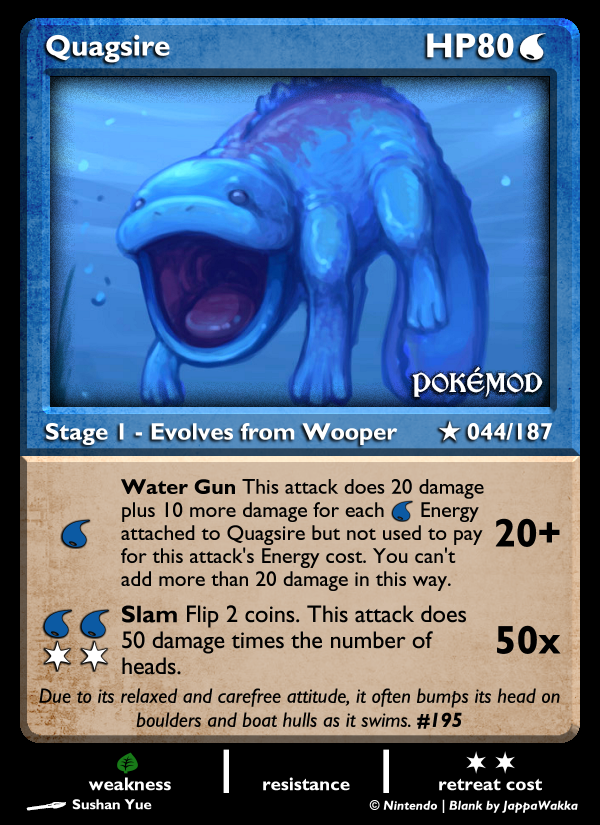 Quagsire HP80
POKÉMOD
Stage 1 - Evolves from Wooper ★ 044/187
Water Gun This attack does 20 damage
plus 10 more damage for each Energy
attached to Quagsire but not used to pay
for this attack's Energy cost. You can't
add more than 20 damage in this way.
20+
Slam Flip 2 coins. This attack does
50 damage times the number of
heads.
50x
Due to its relaxed and carefree attitude, it often bumps its head on
boulders and boat hulls as it swims. #195
weakness resistance retreat cost
Sushan Yue © Nintendo | Blank by JappaWakka